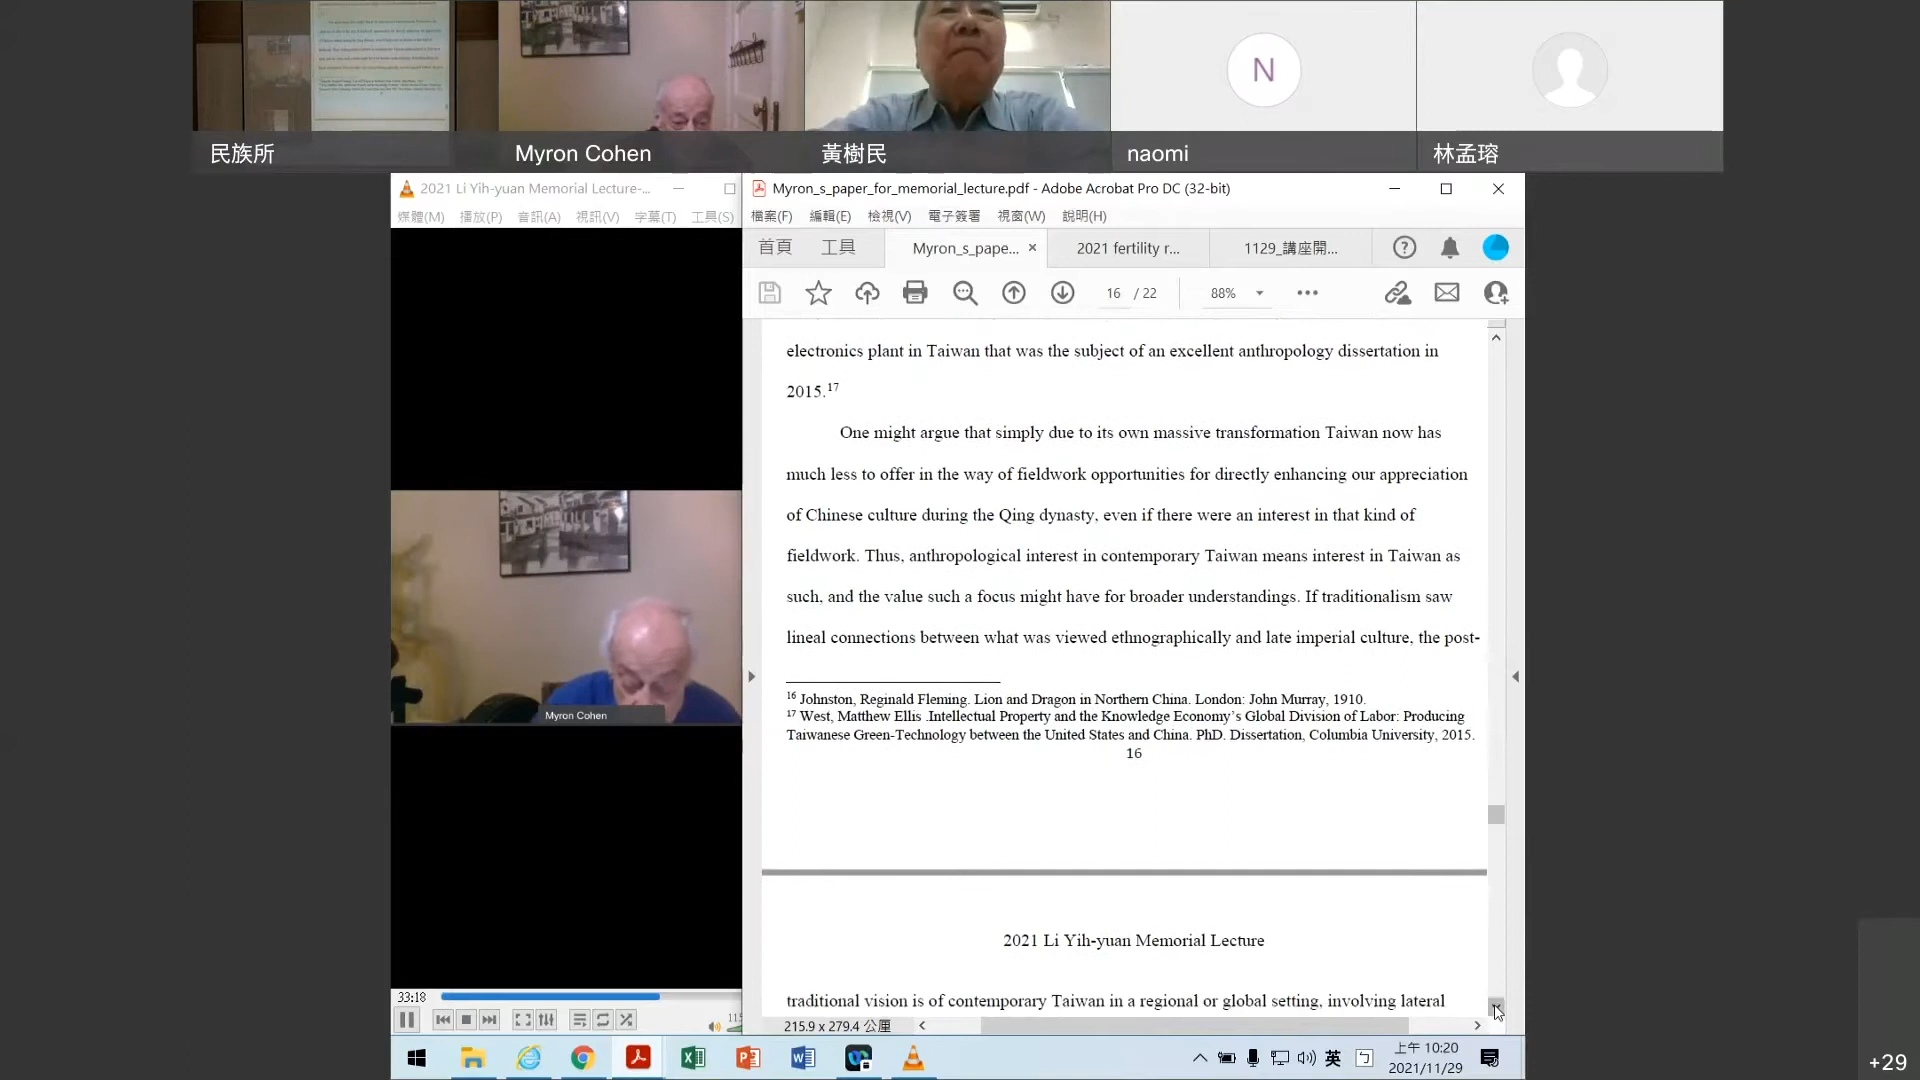 民族所
Myron Cohen
黃樹民
N
naomi
林孟瑢
2021 Li Yih-yuan Memorial Lecture-...
媒體(M) 播放(P) 音訊(A) 視訊(V) 字幕(T) 工具(S)
Myron Cohen
33:18
Myron_s_paper_for_memorial_lecture.pdf - Adobe Acrobat Pro DC (32-bit)
檔案(F) 編輯(E) 檢視(V) 電子簽署 視窗(W) 說明(H)
首頁 工具 Myron_s_pape... × 2021 fertility r... 1129_講座開...
16 / 22 88%
electronics plant in Taiwan that was the subject of an excellent anthropology dissertation in
2015.17
One might argue that simply due to its own massive transformation Taiwan now has
much less to offer in the way of fieldwork opportunities for directly enhancing our appreciation
of Chinese culture during the Qing dynasty, even if there were an interest in that kind of
fieldwork. Thus, anthropological interest in contemporary Taiwan means interest in Taiwan as
such, and the value such a focus might have for broader understandings. If traditionalism saw
lineal connections between what was viewed ethnographically and late imperial culture, the post-
16 Johnston, Reginald Fleming. Lion and Dragon in Northern China. London: John Murray, 1910.
17 West, Matthew Ellis .Intellectual Property and the Knowledge Economy's Global Division of Labor: Producing
Taiwanese Green-Technology between the United States and China. PhD. Dissertation, Columbia University, 2015.
16
2021 Li Yih-yuan Memorial Lecture
traditional vision is of contemporary Taiwan in a regional or global setting, involving lateral
215.9 x 279.4 公厘
英
上午 10:20
2021/11/29
+29